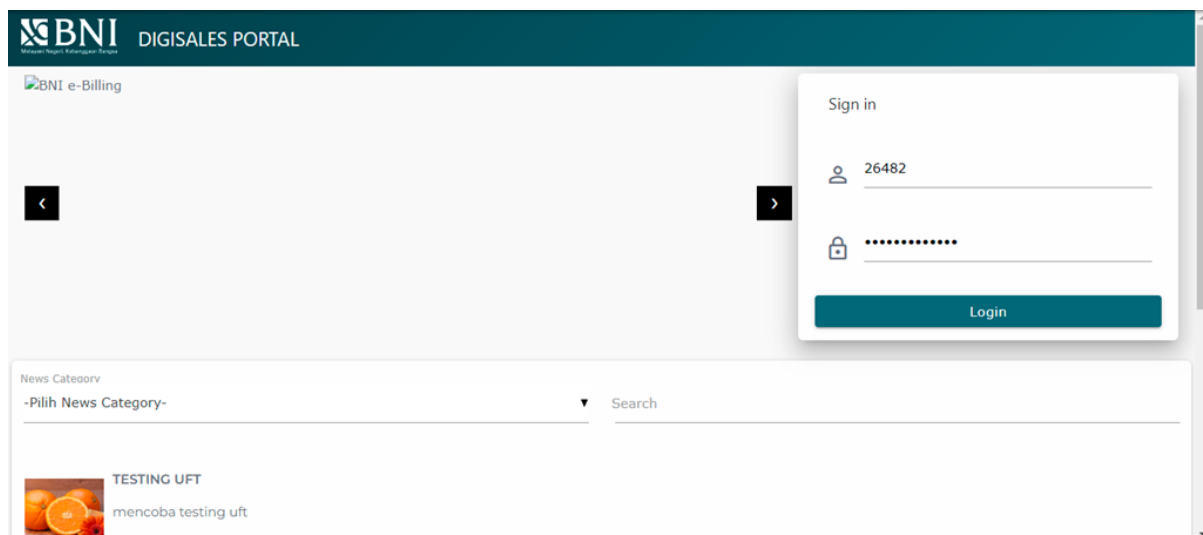 BNI DIGISALES PORTAL
Melayani Negeri, Kebanggaan Bangsa
BNI e-Billing
Sign in
26482
•••••••••••••
Login
News Category
-Pilih News Category-
Search
TESTING UFT
mencoba testing uft